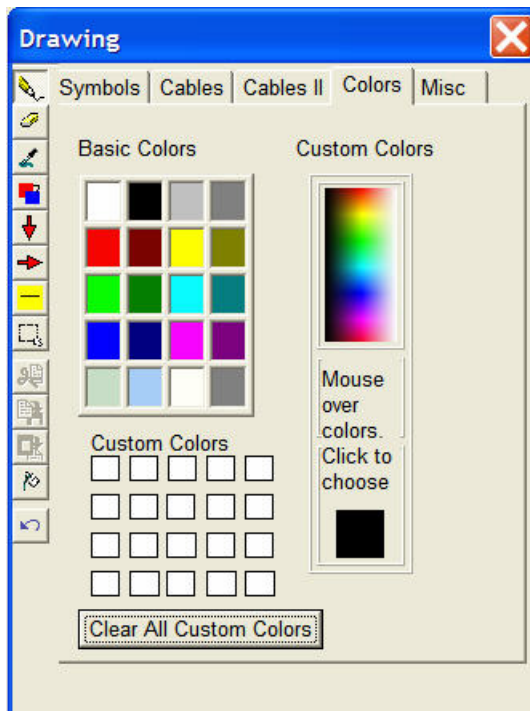 Drawing
Symbols Cables Cables II Colors Misc
Basic Colors
Custom Colors
Mouse
over
colors.
Click to
choose
Custom Colors
Clear All Custom Colors